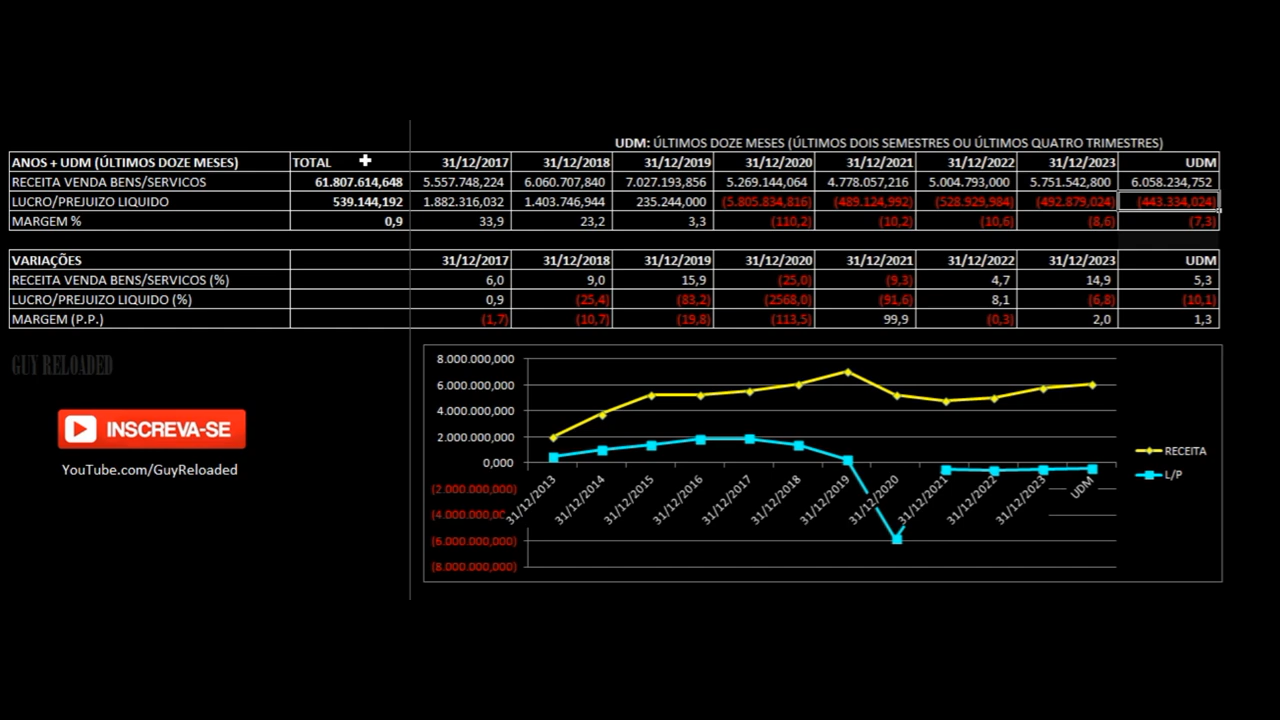 UDM: ÚLTIMOS DOZE MESES (ÚLTIMOS DOIS SEMESTRES OU ÚLTIMOS QUATRO TRIMESTRES)
ANOS + UDM (ÚLTIMOS DOZE MESES) TOTAL 31/12/2017 31/12/2018 31/12/2019 31/12/2020 31/12/2021 31/12/2022 31/12/2023 UDM
RECEITA VENDA BENS/SERVICOS 61.807.614,648 5.557.748,224 6.060.707,840 7.027.193,856 5.269.144,064 4.778.057,216 5.004.793,000 5.751.542,800 6.058.234,752
LUCRO/PREJUIZO LIQUIDO 539.144,192 1.882.316,032 1.403.746,944 235.244,000 (5.805.834,816) (489.124,992) (528.929,984) (492.879,024) (443.334,024)
MARGEM % 0,9 33,9 23,2 3,3 (110,2) (10,2) (10,6) (8,6) (7,3)
VARIAÇÕES 31/12/2017 31/12/2018 31/12/2019 31/12/2020 31/12/2021 31/12/2022 31/12/2023 UDM
RECEITA VENDA BENS/SERVICOS (%) 6,0 9,0 15,9 (25,0) (9,3) 4,7 14,9 5,3
LUCRO/PREJUIZO LIQUIDO (%) 0,9 (25,4) (83,2) (2568,0) (91,6) 8,1 (6,8) (10,1)
MARGEM (P.P.) (1,7) (10,7) (19,8) (113,5) 99,9 (0,3) 2,0 1,3
GUY RELOADED
INSCREVA-SE
YouTube.com/GuyReloaded
8.000.000,000
6.000.000,000
4.000.000,000
2.000.000,000
0,000
(2.000.000,000)
(4.000.000,00
(6.000.000,000)
(8.000.000,000)
31/12/2013 31/12/2014 31/12/2015 31/12/2016 31/12/2017 31/12/2018 31/12/2019 31/12/2020 31/12/2021 31/12/2022 31/12/2023 UDM
RECEITA
L/P